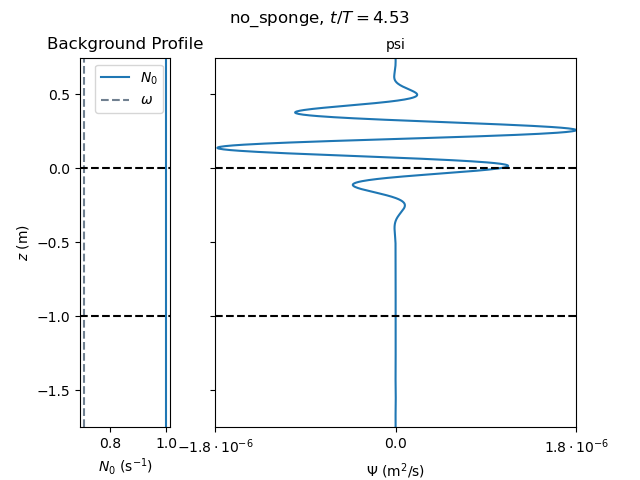 no_sponge, t/T = 4.53
Background Profile
psi
N₀
ω
0.5
0.0
−0.5
−1.0
−1.5
z (m)
0.8
1.0
N₀ (s⁻¹)
−1.8 · 10⁻⁶
0.0
1.8 · 10⁻⁶
Ψ (m²/s)